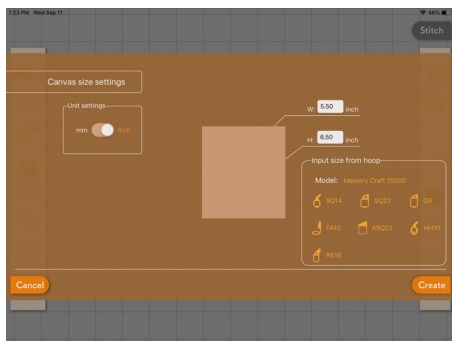 7:23 PM Wed Sep 11
46%
Stitch
Canvas size settings
Unit settings
mm
inch
W: 5.50 inch
H: 6.50 inch
Input size from hoop
Model: Memory Craft 15000
SQ14 SQ23 GR
FA10 ASQ22 HH10
RE18
Cancel
Create